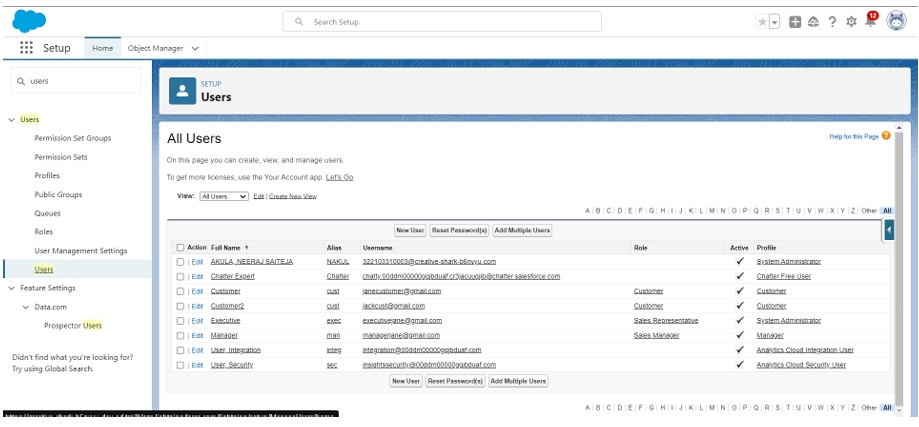 Search Setup
12
Setup
Home
Object Manager
users
Users
Permission Set Groups
Permission Sets
Profiles
Public Groups
Queues
Roles
User Management Settings
Users
Feature Settings
Data.com
Prospector Users
Didn't find what you're looking for?
Try using Global Search.
SETUP
Users
All Users
Help for this Page ?
On this page you can create, view, and manage users.
To get more licenses, use the Your Account app. Let's Go
View: All Users Edit | Create New View
A | B | C | D | E | F | G | H | I | J | K | L | M | N | O | P | Q | R | S | T | U | V | W | X | Y | Z | Other All
New User Reset Password(s) Add Multiple Users
Action Full Name ↑ Alias Username Role Active Profile
Edit AKULA, NEERAJ SAITEJA NAKUL 322103310003@creative-shark-b6nvyu.com System Administrator
Edit Chatter Expert Chatter Chatter Free User
Edit Customer cust janecustomer@gmail.com Customer Customer
Edit Customer2 cust jackcust@gmail.com Customer Customer
Edit Executive exec executivejane@gmail.com Sales Representative System Administrator
Edit Manager man managerjane@gmail.com Sales Manager Manager
Edit User, Integration integ integration@00ddm00000gqjbduaf.com Analytics Cloud Integration User
Edit User, Security sec insightssecurity@00ddm00000gqjbduaf.com Analytics Cloud Security User
New User Reset Password(s) Add Multiple Users
A | B | C | D | E | F | G | H | I | J | K | L | M | N | O | P | Q | R | S | T | U | V | W | X | Y | Z | Other All